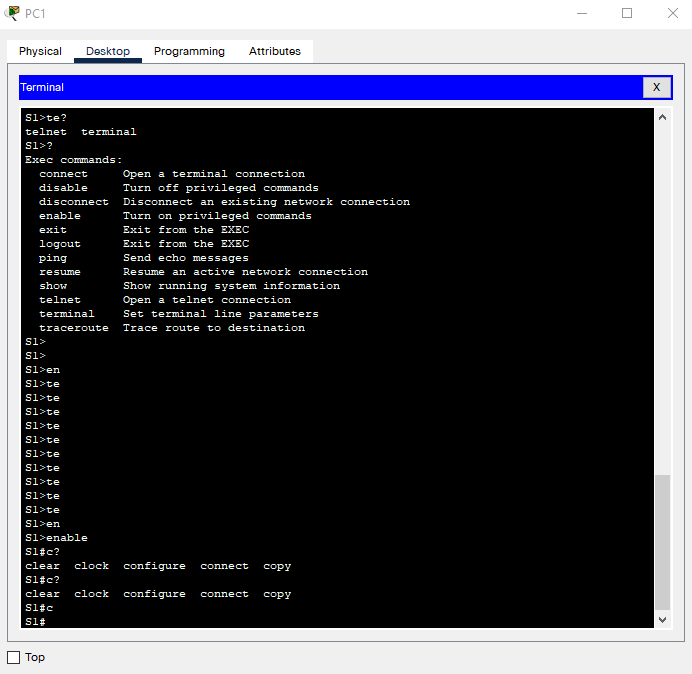 PC1
Physical Desktop Programming Attributes
Terminal X
S1>te?
telnet  terminal
S1>?
Exec commands:
  connect     Open a terminal connection
  disable     Turn off privileged commands
  disconnect  Disconnect an existing network connection
  enable      Turn on privileged commands
  exit        Exit from the EXEC
  logout      Exit from the EXEC
  ping        Send echo messages
  resume      Resume an active network connection
  show        Show running system information
  telnet      Open a telnet connection
  terminal    Set terminal line parameters
  traceroute  Trace route to destination
S1>
S1>
S1>en
S1>te
S1>te
S1>te
S1>te
S1>te
S1>te
S1>te
S1>te
S1>te
S1>te
S1>en
S1>enable
S1#c?
clear  clock  configure  connect  copy
S1#c?
clear  clock  configure  connect  copy
S1#c
S1#
Top